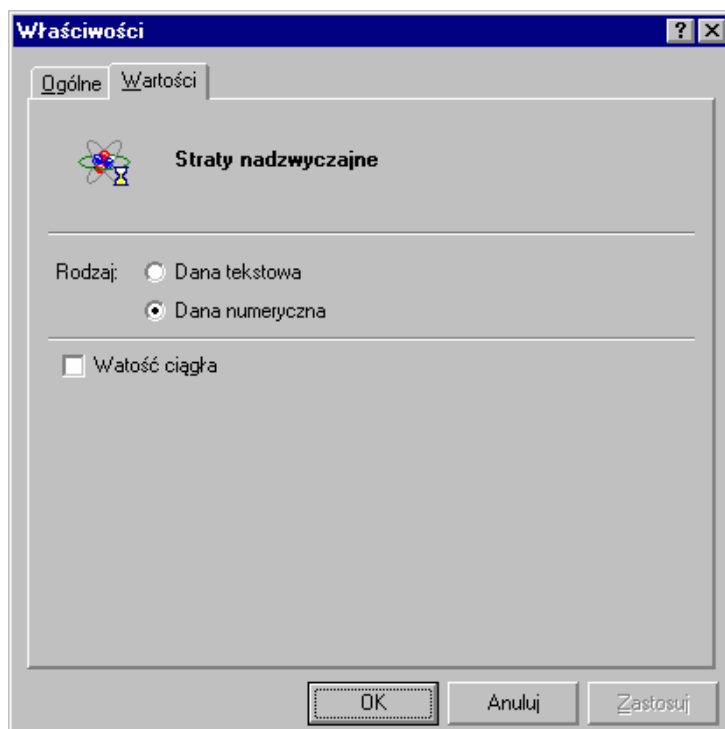 Właściwości
Ogólne Wartości
Straty nadzwyczajne
Rodzaj: Dana tekstowa
Dana numeryczna
Watość ciągła
OK Anuluj Zastosuj